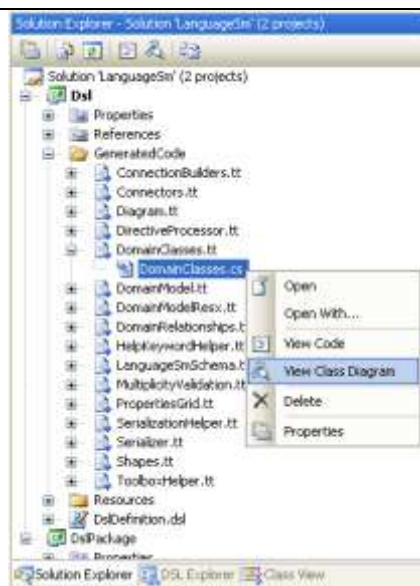 Solution Explorer - Solution 'LanguageSm' (2 projects)
Solution 'LanguageSm' (2 projects)
Dsl
Properties
References
GeneratedCode
ConnectionBuilders.tt
Connectors.tt
Diagram.tt
DirectiveProcessor.tt
DomainClasses.tt
DomainClasses.cs
DomainModel.tt
Open
DomainModelResx.tt
Open With...
DomainRelationships.t
HelpKeywordHelper.tt
View Code
LanguageSmSchema.t
View Class Diagram
MultiplicityValidation.tt
PropertiesGrid.tt
Delete
SerializationHelper.tt
Serializer.tt
Properties
Shapes.tt
ToolboxHelper.tt
Resources
DslDefinition.dsl
DslPackage
Properties
Solution Explorer DSL Explorer Class View